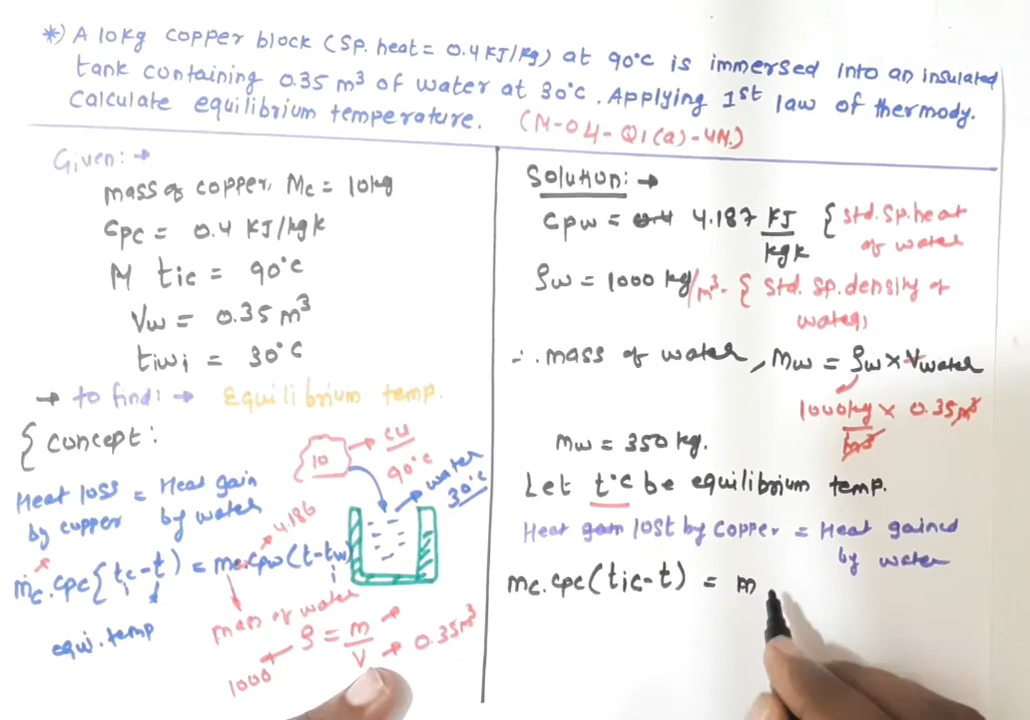 *) A 10kg copper block (Sp. heat = 0.4 KJ/kg) at 90°c is immersed into an insulated
tank containing 0.35 m³ of water at 30°c. Applying 1st law of thermody.
Calculate equilibrium temperature. (M-04-Q1(a)-4M.)
Given:→
mass of copper, Mc = 10kg
Cpc = 0.4 KJ/kgk
M tic = 90°c
Vw = 0.35 m³
tiwi = 30°c
→ to find: → Equilibrium temp.
{ concept:
10 → cu
90°c
→ water
30°c
Heat loss = Heat gain
by copper by water
4.186
mc.cpc{tc-t) = mc.cpw(t-tw)
i i
equi. temp
mass of water
ρ = m/V → 0.35m³
1000
Solution:→
Cpw = 4.187 KJ/kgk { std. sp. heat
of water
ρw = 1000 kg/m³- { std. sp. density of
water,
∴ mass of water, Mw = ρw × Vwater
1000kg/m³ × 0.35m³
Mw = 350 kg.
Let t°c be equilibrium temp.
Heat gain lost by copper = Heat gained
by water
mc.cpc(tic-t) = m